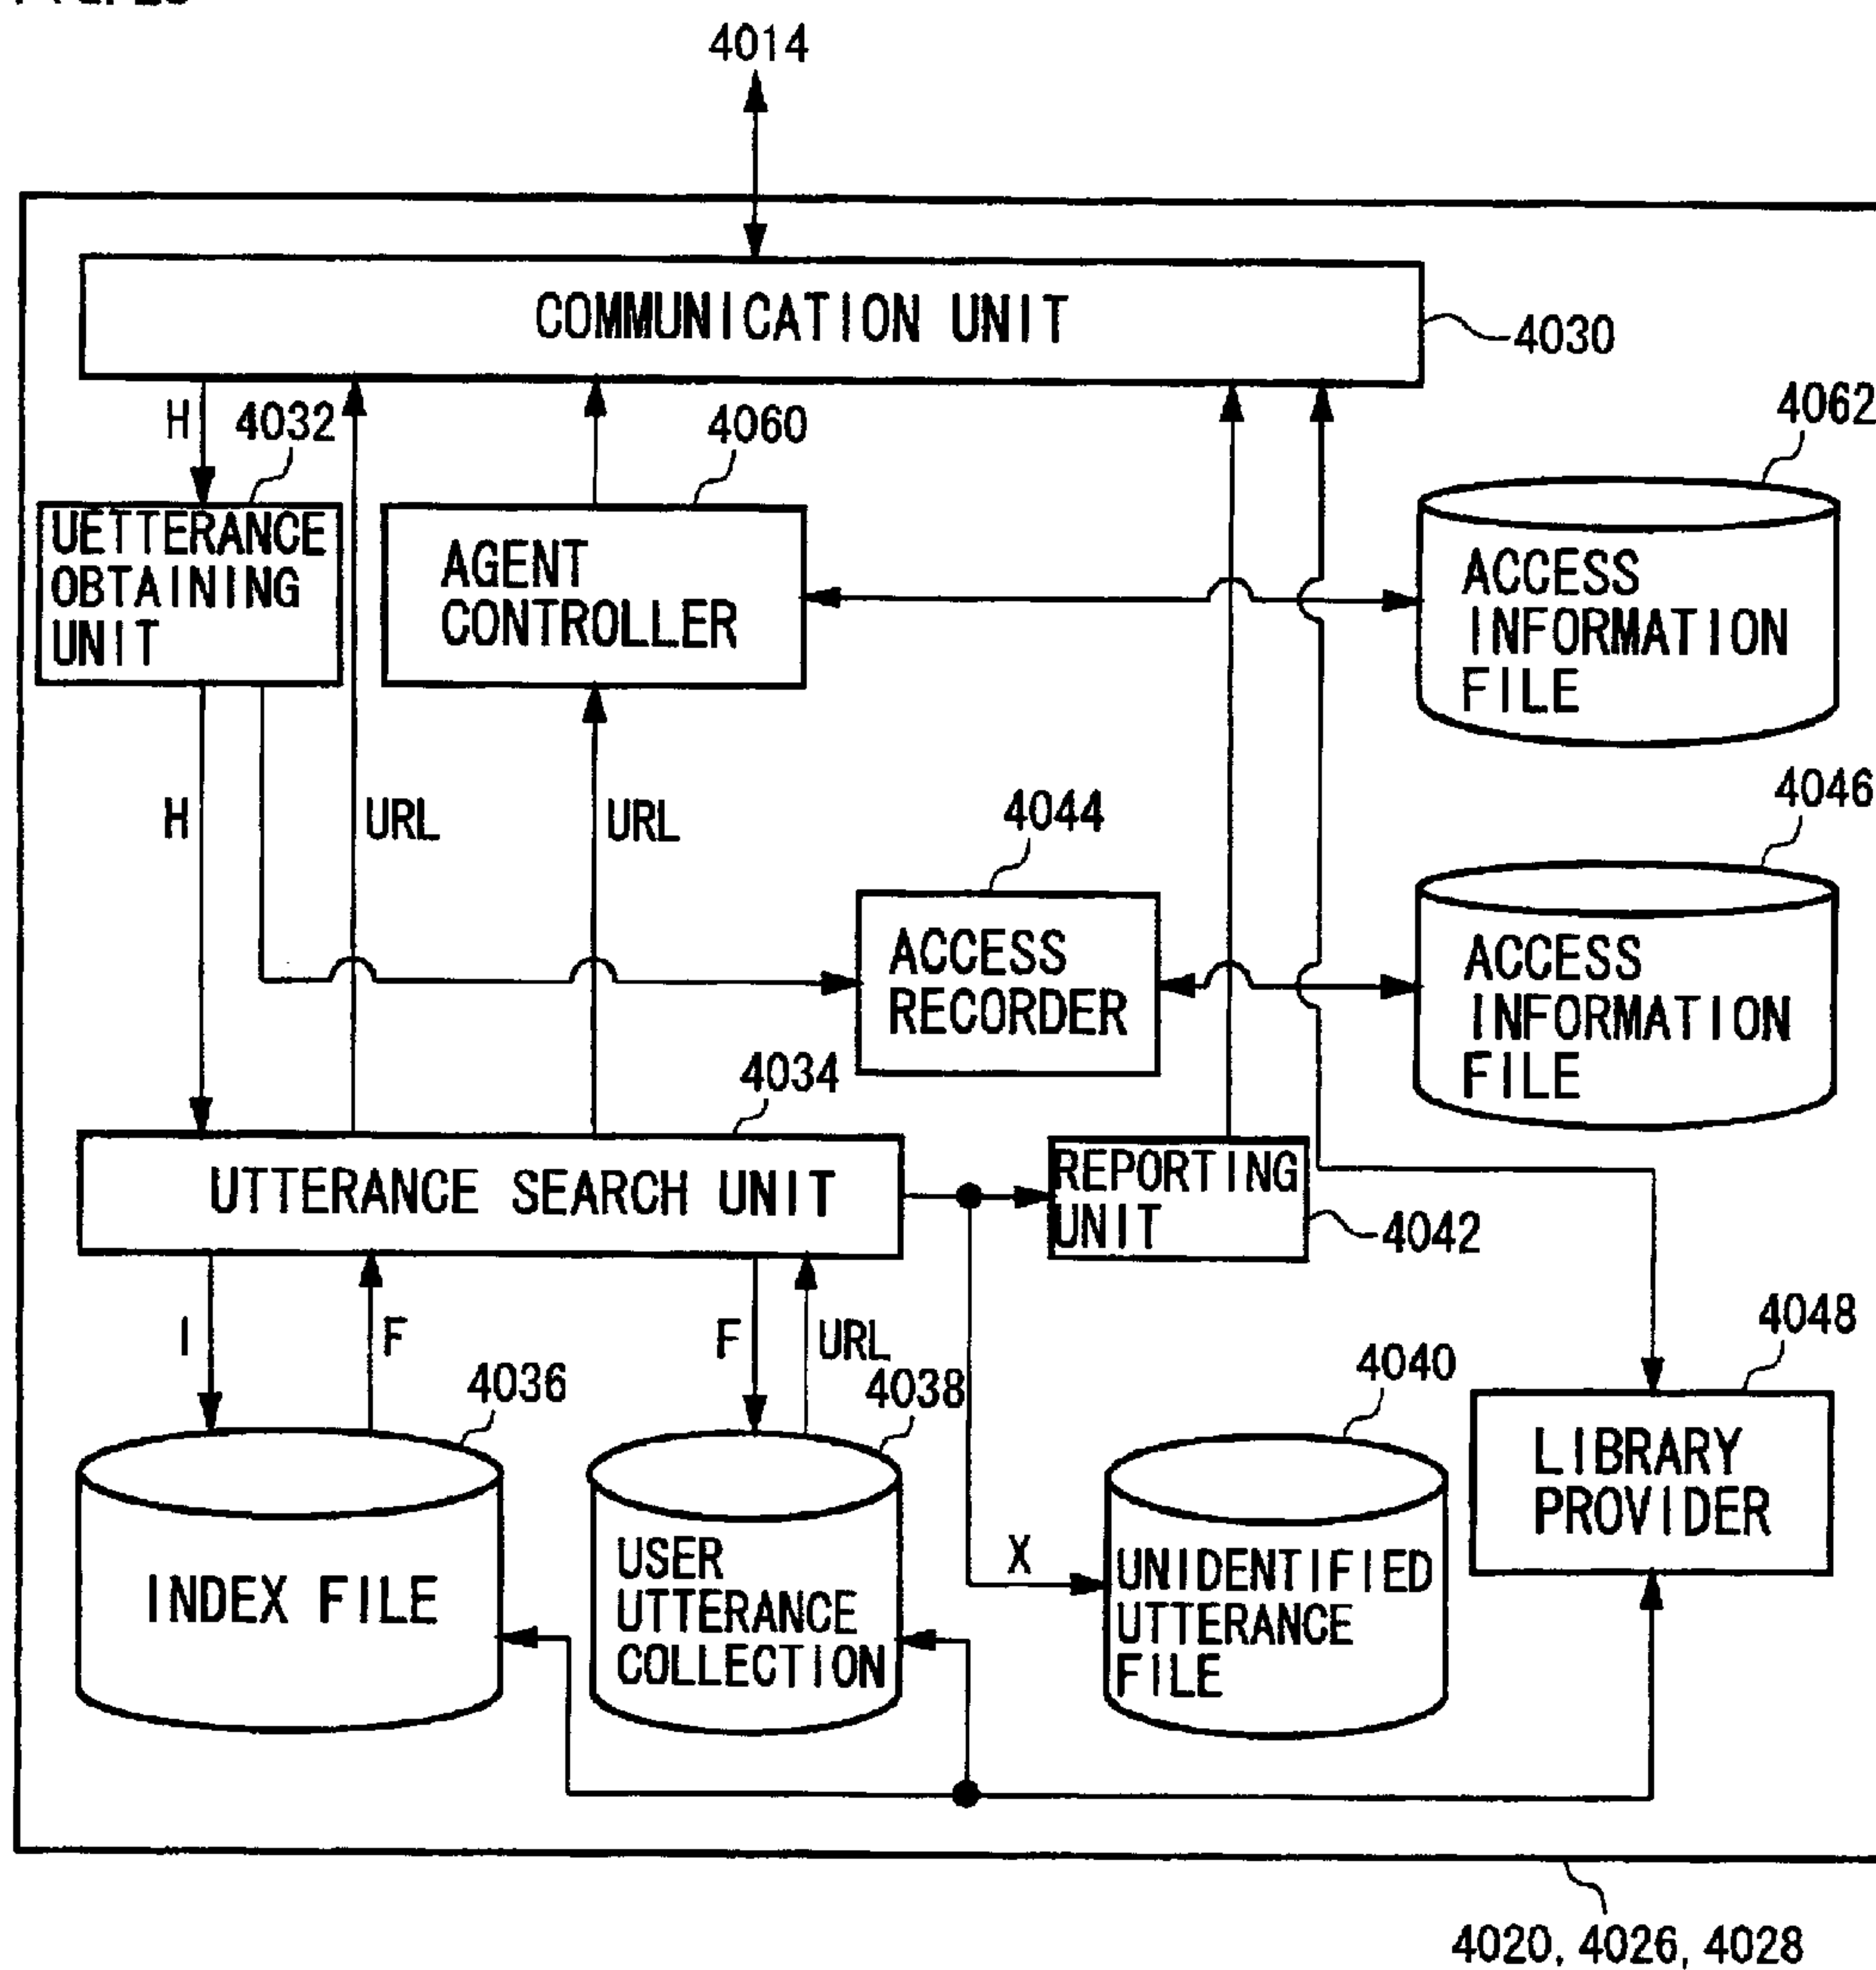 4014
COMMUNICATION UNIT
4030
H
4032
4060
4062
UETTERANCE
OBTAINING
UNIT
AGENT
CONTROLLER
ACCESS
INFORMATION
FILE
H
URL
URL
4044
4046
ACCESS
RECORDER
ACCESS
INFORMATION
FILE
4034
UTTERANCE SEARCH UNIT
REPORTING
UNIT
4042
I
F
F
URL
4036
4038
4040
4048
INDEX FILE
USER
UTTERANCE
COLLECTION
X
UNIDENTIFIED
UTTERANCE
FILE
LIBRARY
PROVIDER
4020, 4026, 4028